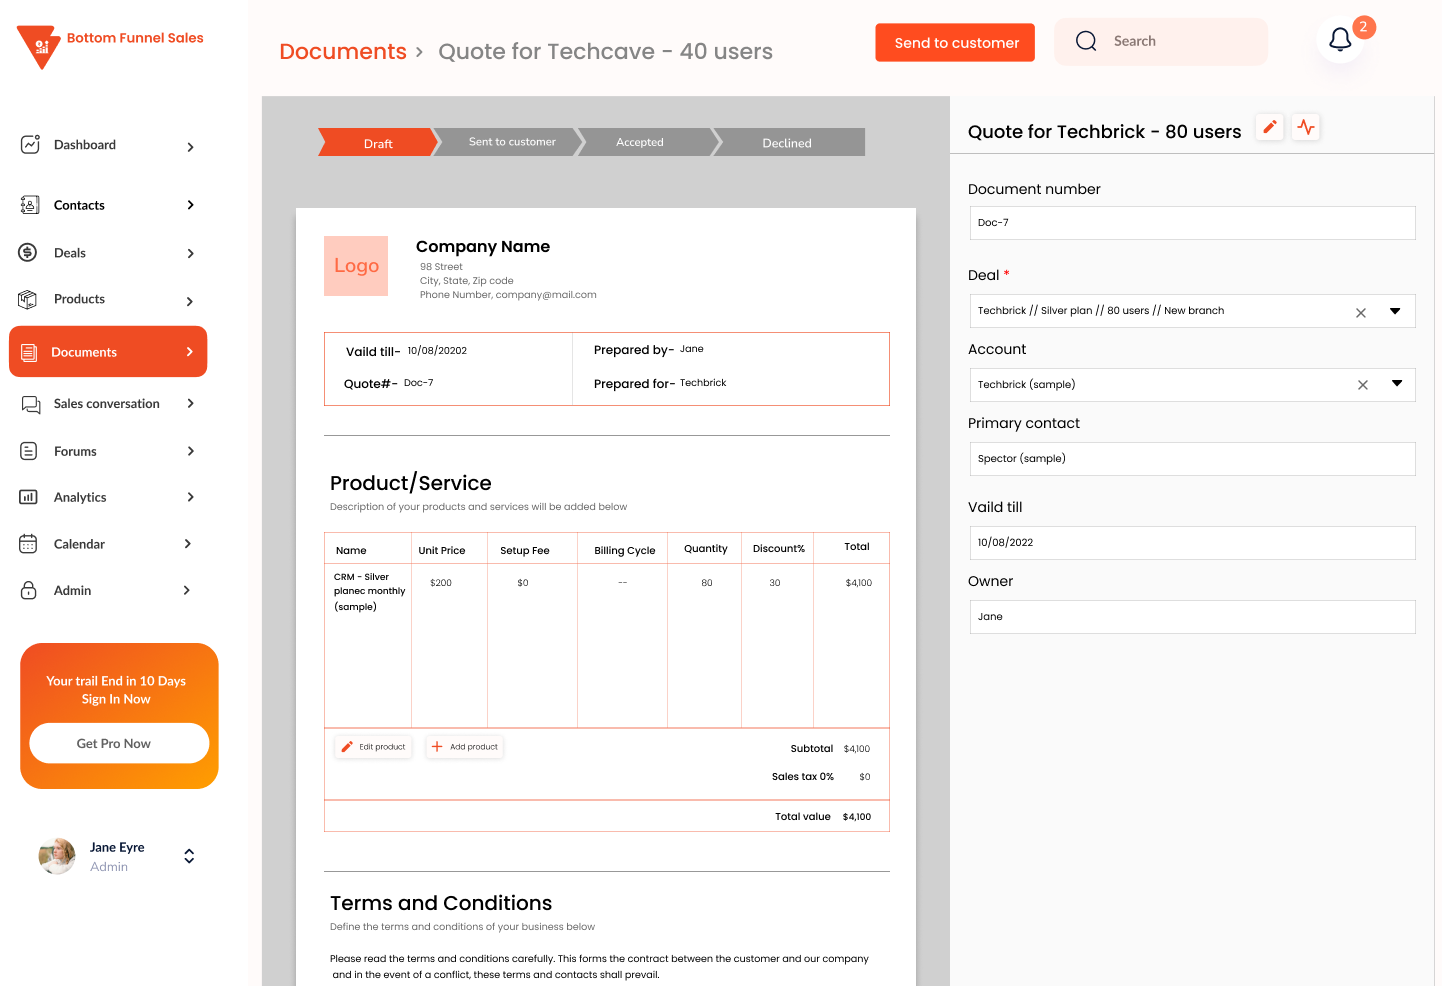 Bottom Funnel Sales
Documents › Quote for Techcave - 40 users
Send to customer
Search
2
Dashboard
Contacts
Deals
Products
Documents
Sales conversation
Forums
Analytics
Calendar
Admin
Your trail End in 10 Days
Sign In Now
Get Pro Now
Jane Eyre
Admin
Draft
Sent to customer
Accepted
Declined
Logo
Company Name
98 Street
City, State, Zip code
Phone Number, company@mail.com
Vaild till- 10/08/20202
Prepared by- Jane
Quote#- Doc-7
Prepared for- Techbrick
Product/Service
Description of your products and services will be added below
Name Unit Price Setup Fee Billing Cycle Quantity Discount% Total
CRM - Silver
planec monthly
(sample)
$200 $0 -- 80 30 $4,100
Edit product
Add product
Subtotal $4,100
Sales tax 0% $0
Total value $4,100
Terms and Conditions
Define the terms and conditions of your business below
Please read the terms and conditions carefully. This forms the contract between the customer and our company
and in the event of a conflict, these terms and contacts shall prevail.
Quote for Techbrick - 80 users
Document number
Doc-7
Deal *
Techbrick // Silver plan // 80 users // New branch
Account
Techbrick (sample)
Primary contact
Spector (sample)
Vaild till
10/08/2022
Owner
Jane